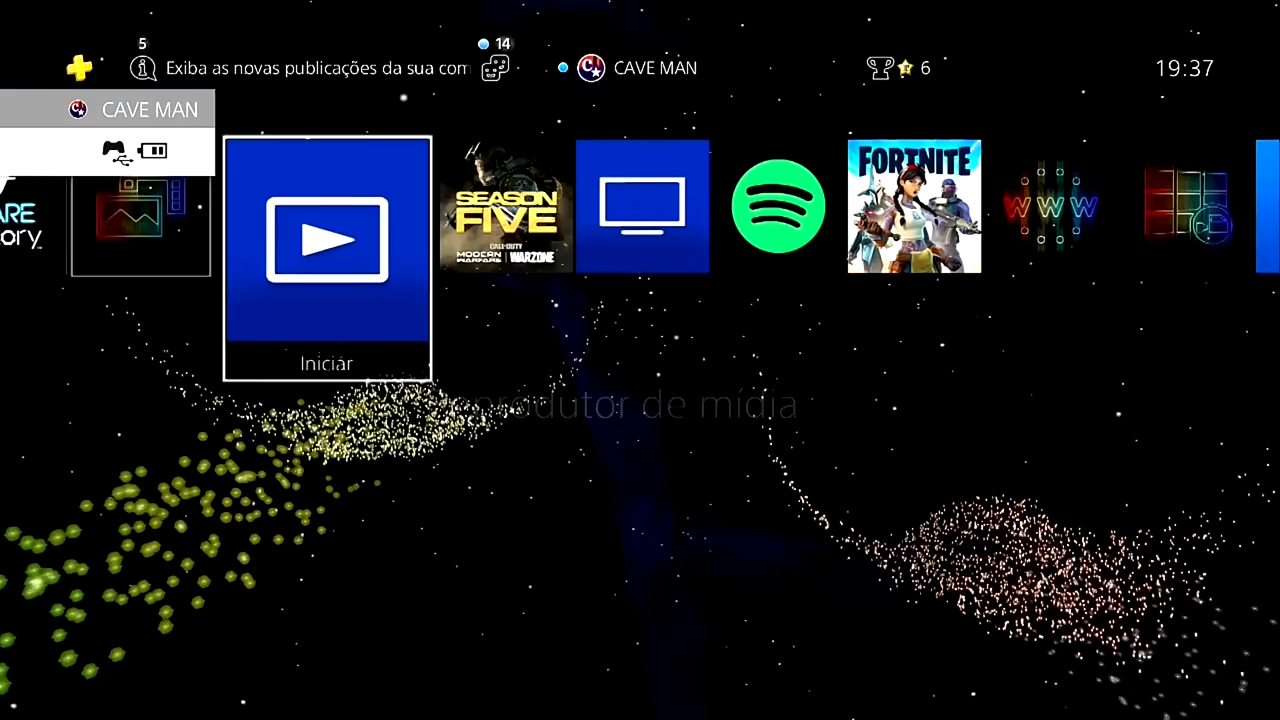 5
14
Exiba as novas publicações da sua com
CAVE MAN
6
19:37
CAVE MAN
ARE
ory
SEASON
FIVE
CALL OF DUTY
MODERN
WARFARE
WARZONE
FORTNITE
WWW
Iniciar
produtor de mídia